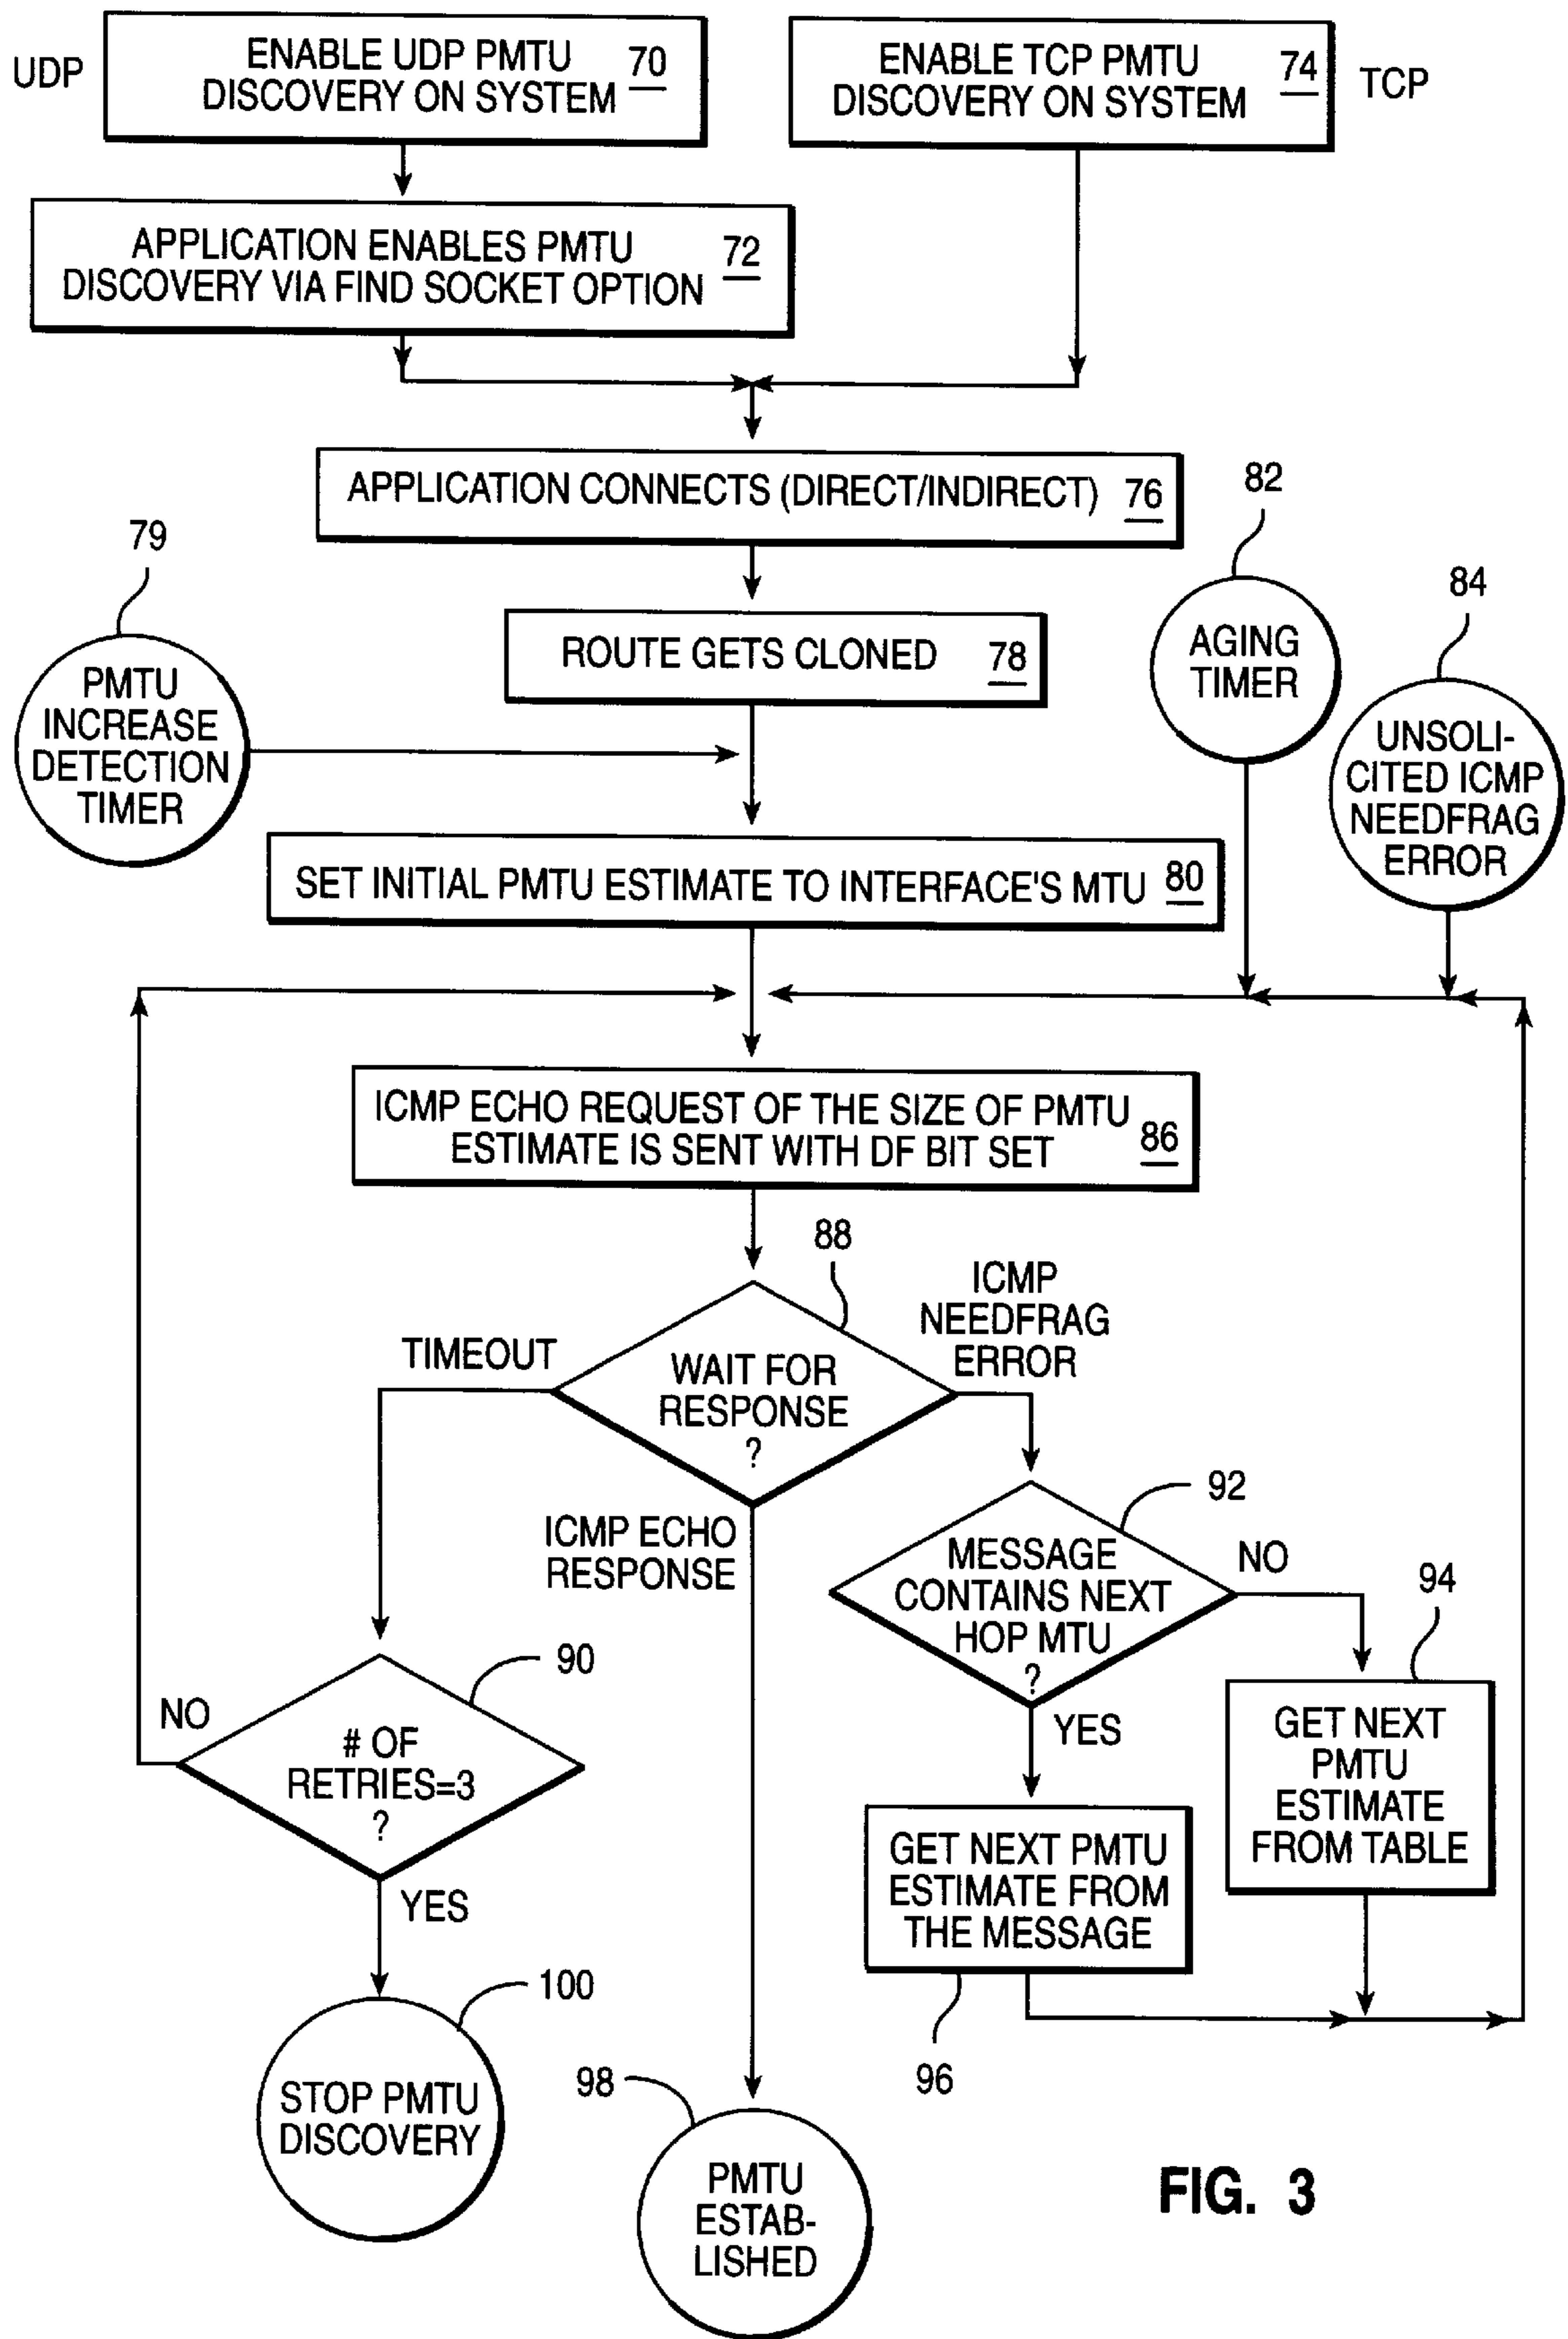 UDP
ENABLE UDP PMTU
DISCOVERY ON SYSTEM
70
ENABLE TCP PMTU
DISCOVERY ON SYSTEM
74
TCP
APPLICATION ENABLES PMTU
DISCOVERY VIA FIND SOCKET OPTION
72
APPLICATION CONNECTS (DIRECT/INDIRECT) 76
82
79
84
ROUTE GETS CLONED 78
AGING
TIMER
PMTU
INCREASE
DETECTION
TIMER
UNSOLI-
CITED ICMP
NEEDFRAG
ERROR
SET INITIAL PMTU ESTIMATE TO INTERFACE'S MTU 80
ICMP ECHO REQUEST OF THE SIZE OF PMTU
ESTIMATE IS SENT WITH DF BIT SET
86
88
TIMEOUT
WAIT FOR
RESPONSE
?
ICMP
NEEDFRAG
ERROR
ICMP ECHO
RESPONSE
92
MESSAGE
CONTAINS NEXT
HOP MTU
?
NO
94
YES
90
NO
# OF
RETRIES=3
?
YES
GET NEXT
PMTU
ESTIMATE
FROM TABLE
GET NEXT PMTU
ESTIMATE FROM
THE MESSAGE
96
100
STOP PMTU
DISCOVERY
98
PMTU
ESTAB-
LISHED
FIG. 3